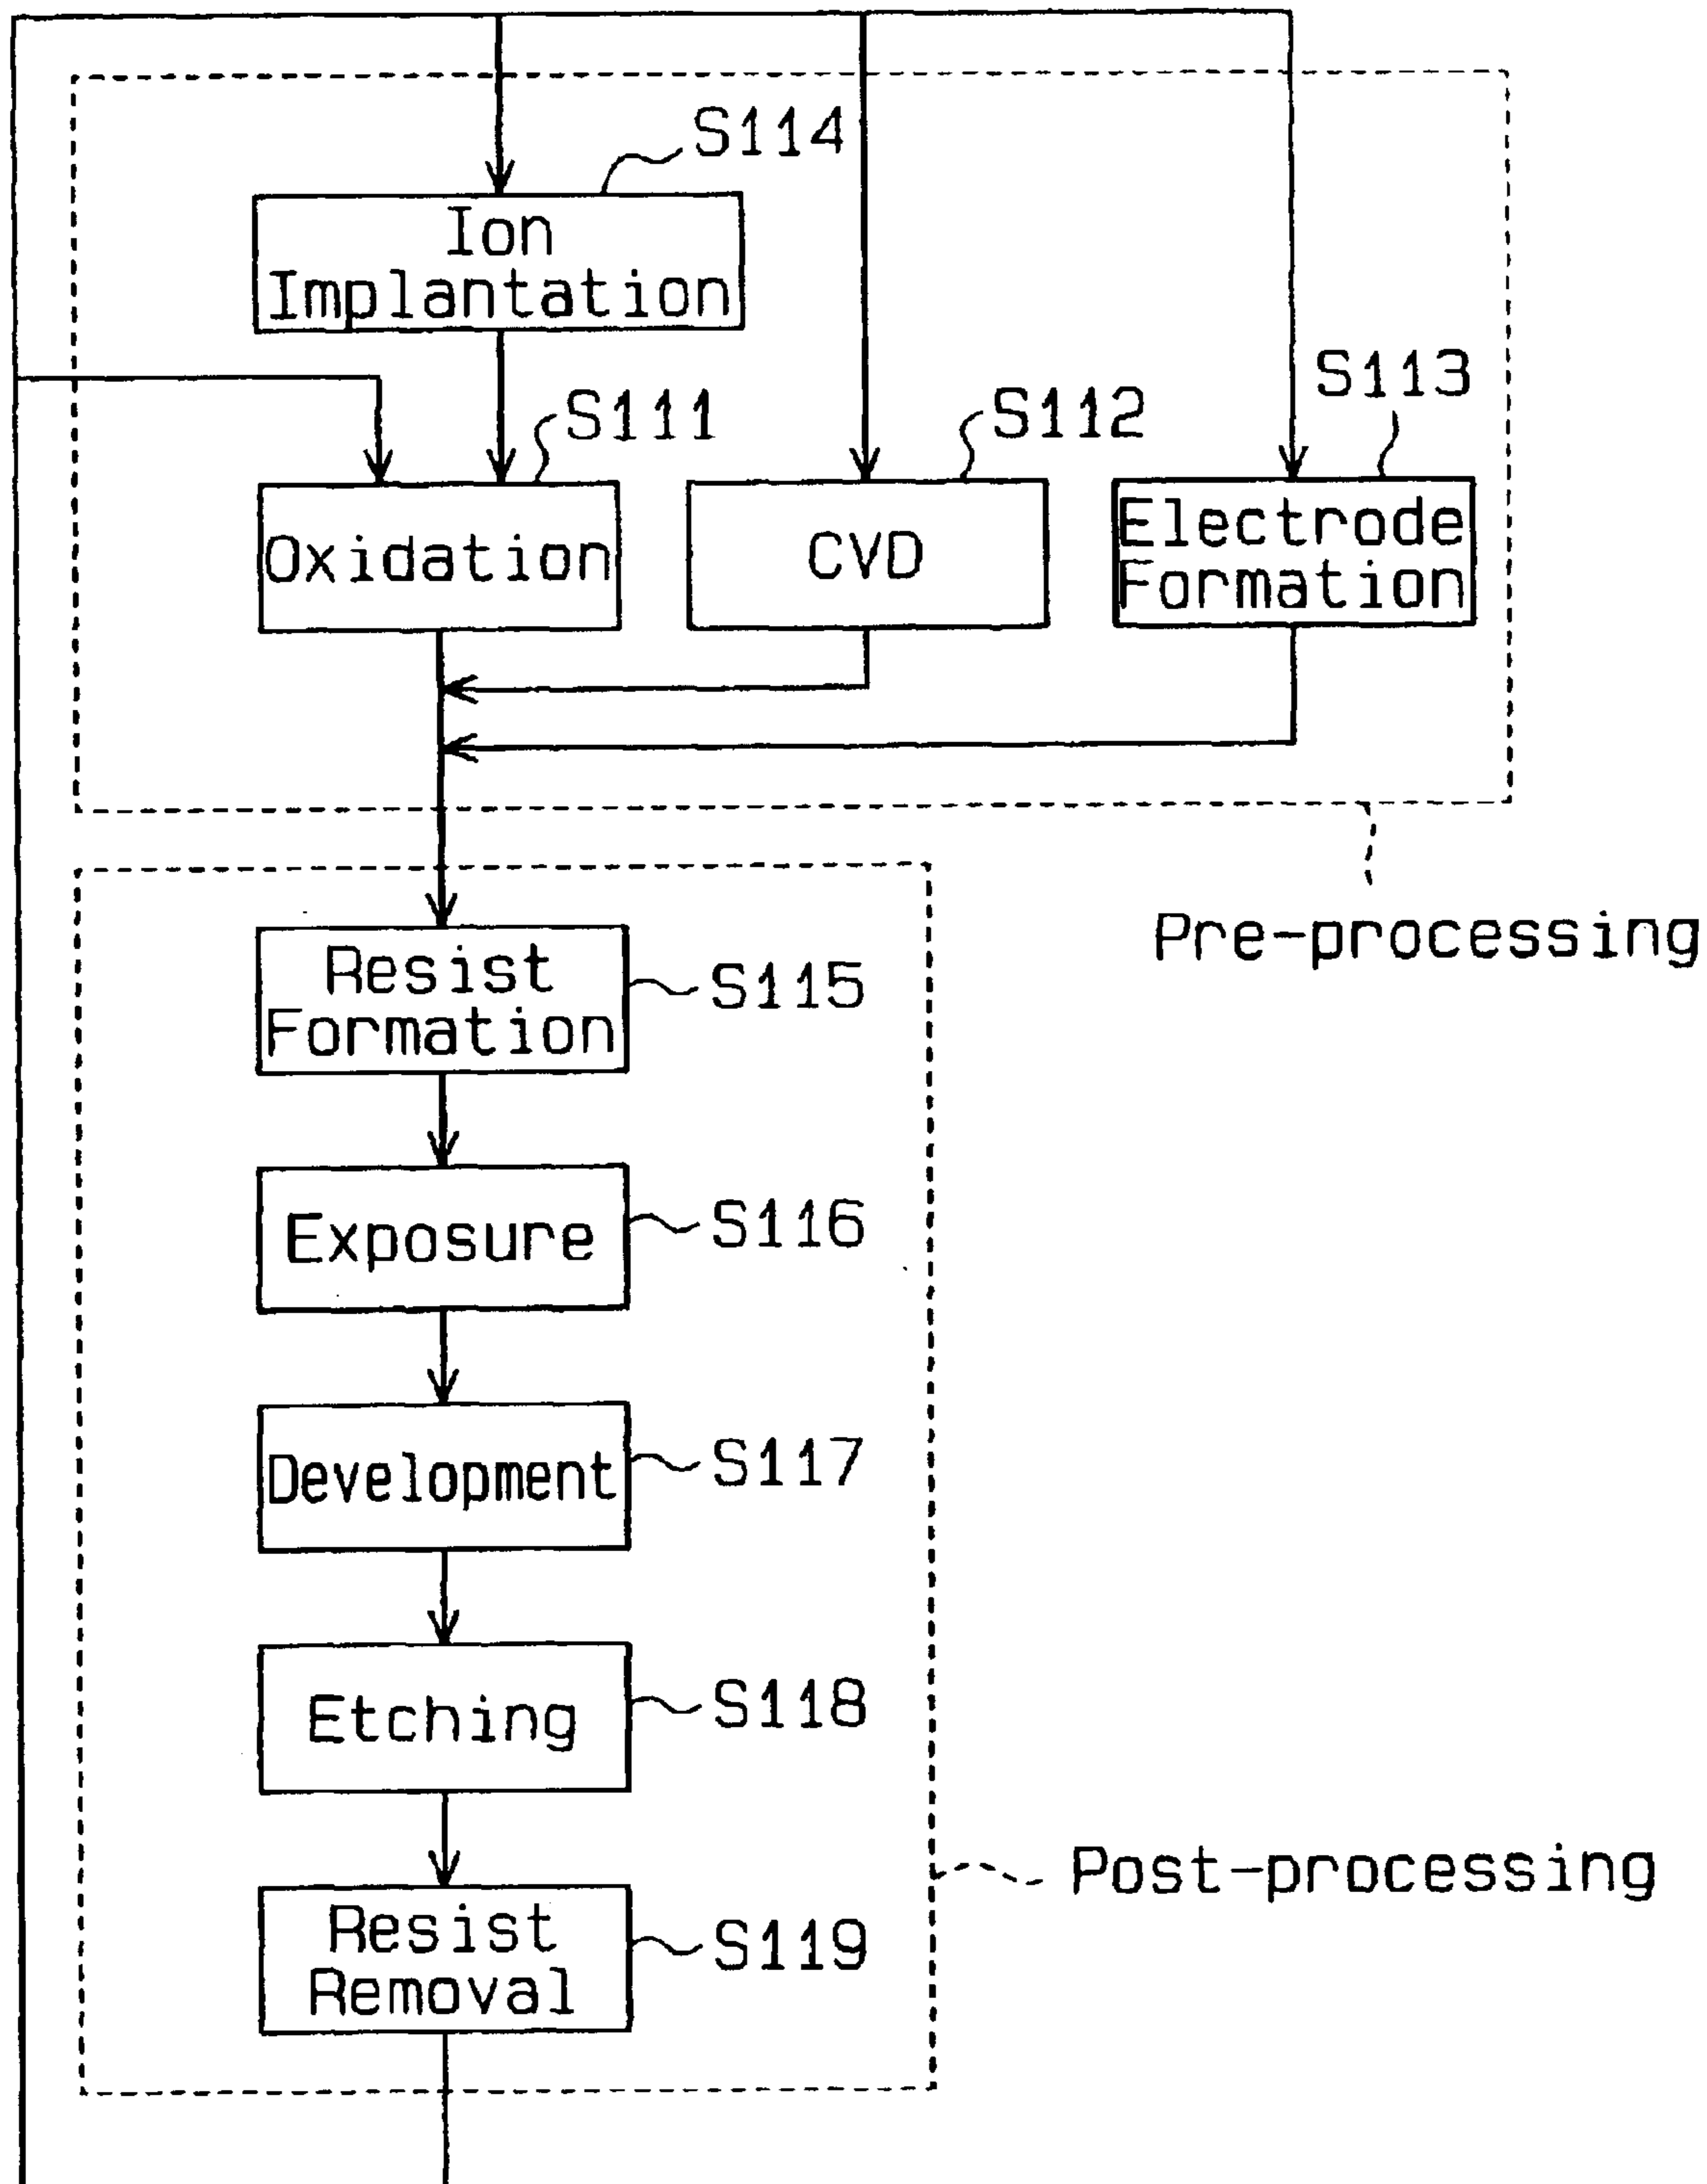 S114
Ion
Implantation
S111
S112
S113
Oxidation
CVD
Electrode
Formation
Pre-processing
Resist
Formation
S115
Exposure
S116
Development
S117
Etching
S118
Post-processing
Resist
Removal
S119